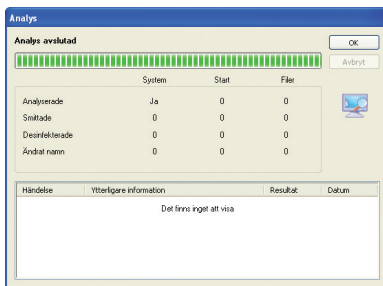 Analys
Analys avslutad
OK
Avbryt
System Start Filer
Analyserade Ja 0 0
Smittade 0 0 0
Desinfekterade 0 0 0
Ändrat namn 0 0 0
Händelse Ytterligare information Resultat Datum
Det finns inget att visa